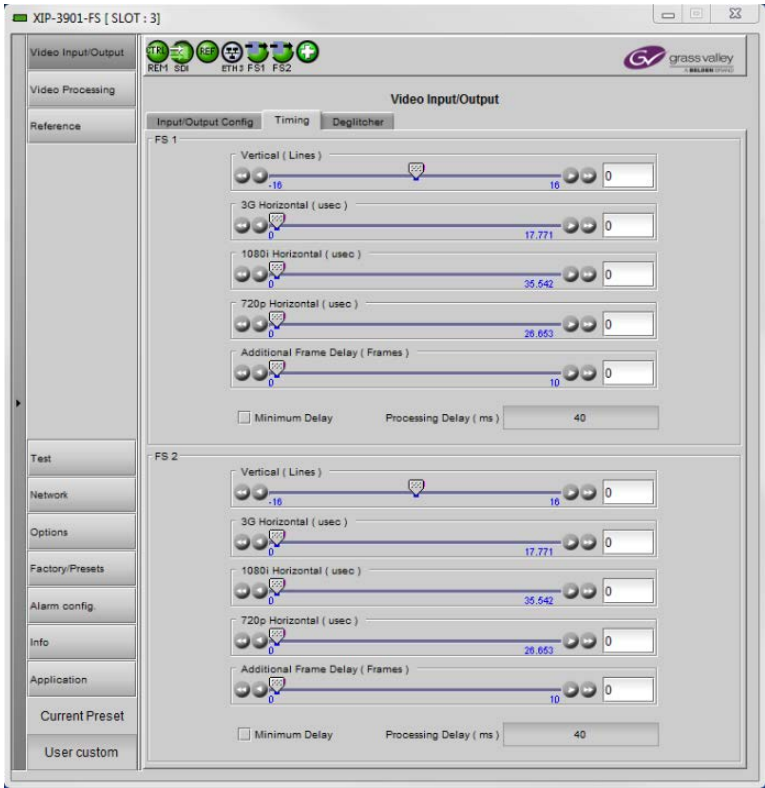 XIP-3901-FS [ SLOT : 3]
Video Input/Output
Video Processing
Reference
Test
Network
Options
Factory/Presets
Alarm config.
Info
Application
Current Preset
User custom
CTRL REF
REM SDI ETH 3 FS1 FS2
GV grass valley
A BELDEN BRAND
Video Input/Output
Input/Output Config Timing Deglitcher
FS 1
Vertical ( Lines )
-16 16 0
3G Horizontal ( usec )
0 17.771 0
1080i Horizontal ( usec )
0 35.542 0
720p Horizontal ( usec )
0 26.653 0
Additional Frame Delay ( Frames )
0 10 0
Minimum Delay Processing Delay ( ms ) 40
FS 2
Vertical ( Lines )
-16 16 0
3G Horizontal ( usec )
0 17.771 0
1080i Horizontal ( usec )
0 35.542 0
720p Horizontal ( usec )
0 26.653 0
Additional Frame Delay ( Frames )
0 10 0
Minimum Delay Processing Delay ( ms ) 40